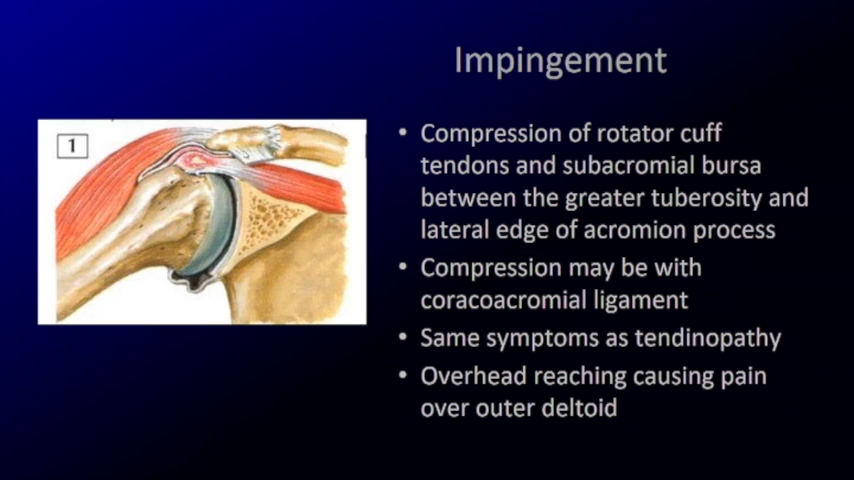 Impingement
1
• Compression of rotator cuff
tendons and subacromial bursa
between the greater tuberosity and
lateral edge of acromion process
• Compression may be with
coracoacromial ligament
• Same symptoms as tendinopathy
• Overhead reaching causing pain
over outer deltoid